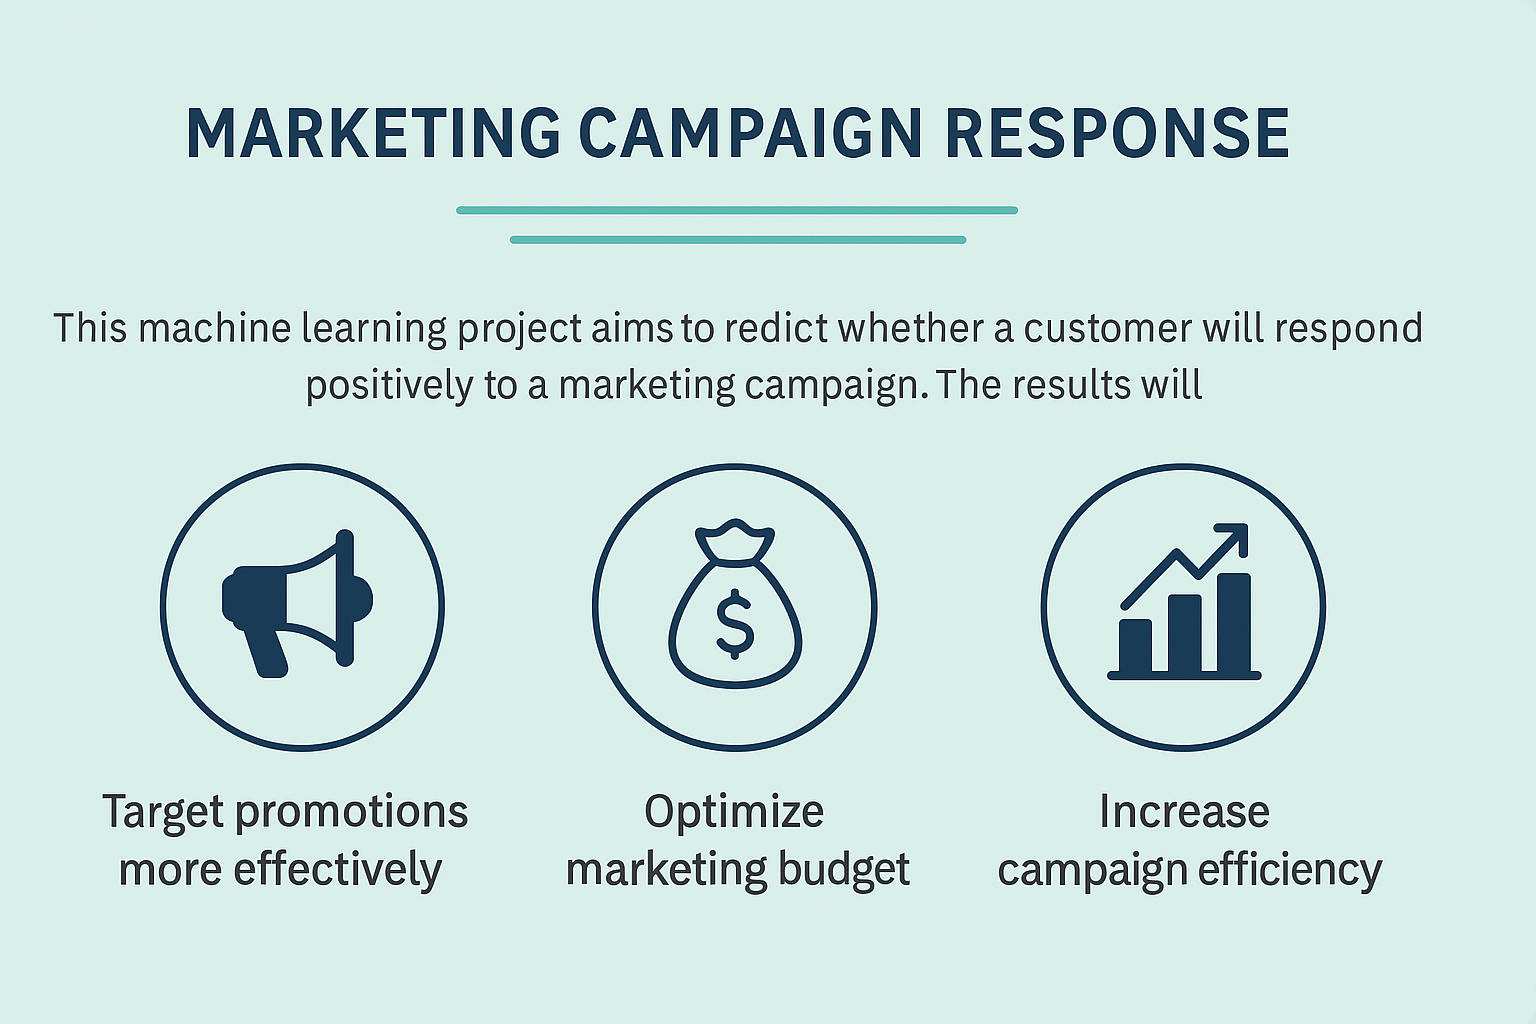 MARKETING CAMPAIGN RESPONSE
This machine learning project aims to redict whether a customer will respond
positively to a marketing campaign. The results will
$
Target promotions
more effectively
Optimize
marketing budget
Increase
campaign efficiency